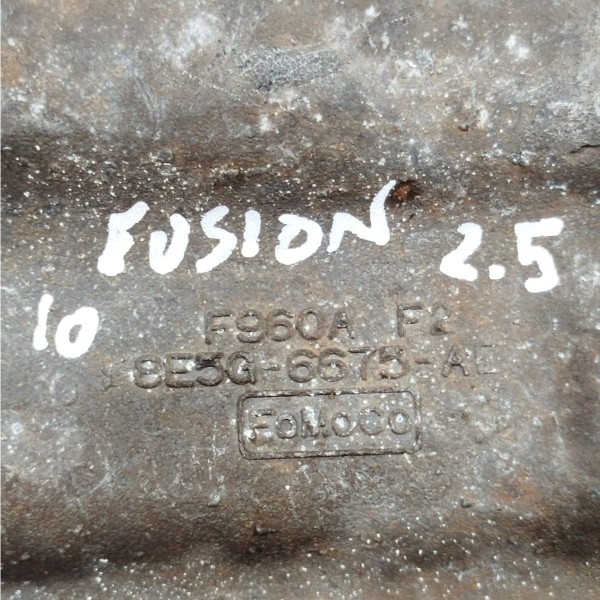 FUSION 2.5
10
F960A F2
8E5G-6675-AE
FoMoCo